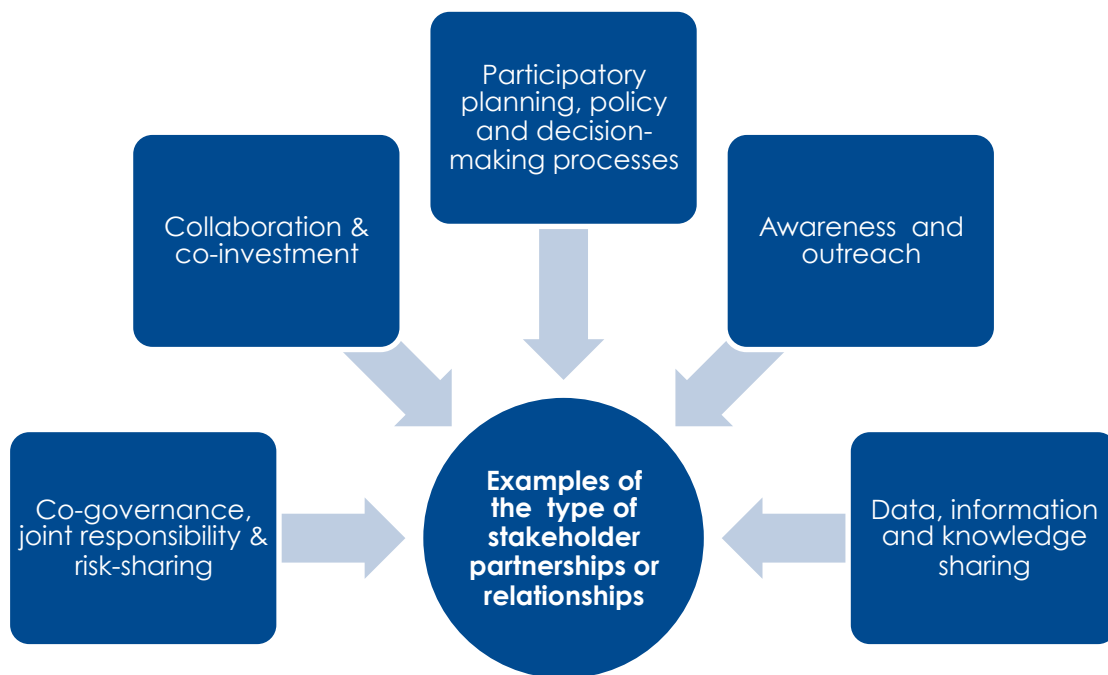 Participatory
planning, policy
and decision-
making processes
Collaboration &
co-investment
Awareness  and
outreach
Co-governance,
joint responsibility &
risk-sharing
Examples of
the  type of
stakeholder
partnerships or
relationships
Data, information
and knowledge
sharing